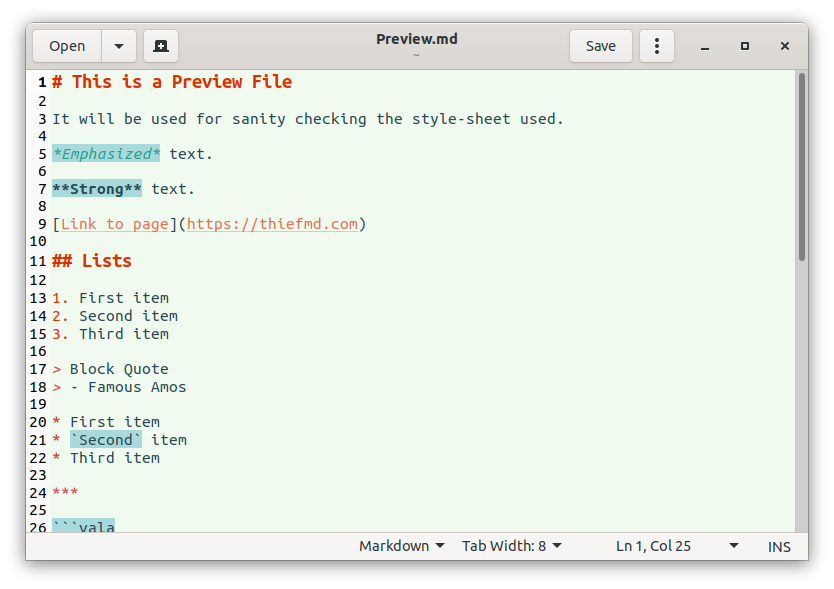 Open
Preview.md
~
Save
1 # This is a Preview File
2
3 It will be used for sanity checking the style-sheet used.
4
5 *Emphasized* text.
6
7 **Strong** text.
8
9 [Link to page](https://thiefmd.com)
10
11 ## Lists
12
13 1. First item
14 2. Second item
15 3. Third item
16
17 > Block Quote
18 > - Famous Amos
19
20 * First item
21 * `Second` item
22 * Third item
23
24 ***
25
26 ```vala
Markdown Tab Width: 8 Ln 1, Col 25 INS